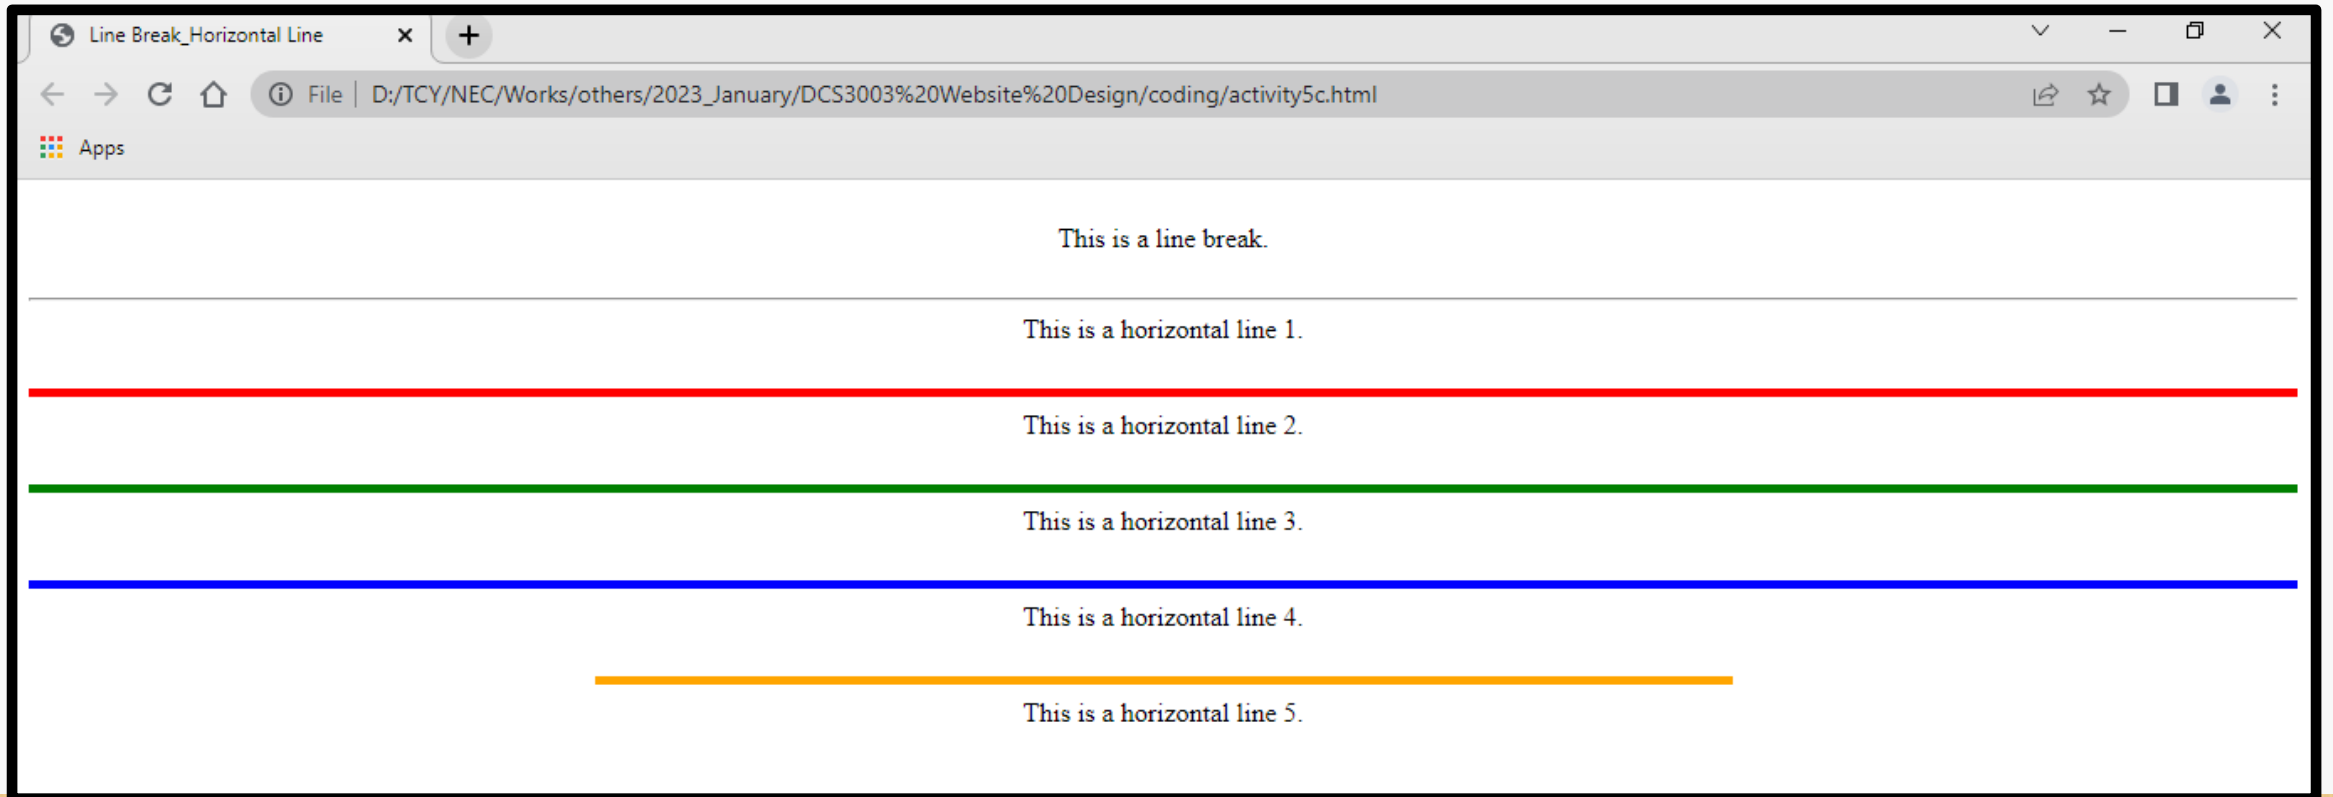 Line Break_Horizontal Line
File | D:/TCY/NEC/Works/others/2023_January/DCS3003%20Website%20Design/coding/activity5c.html
Apps
This is a line break.
This is a horizontal line 1.
This is a horizontal line 2.
This is a horizontal line 3.
This is a horizontal line 4.
This is a horizontal line 5.